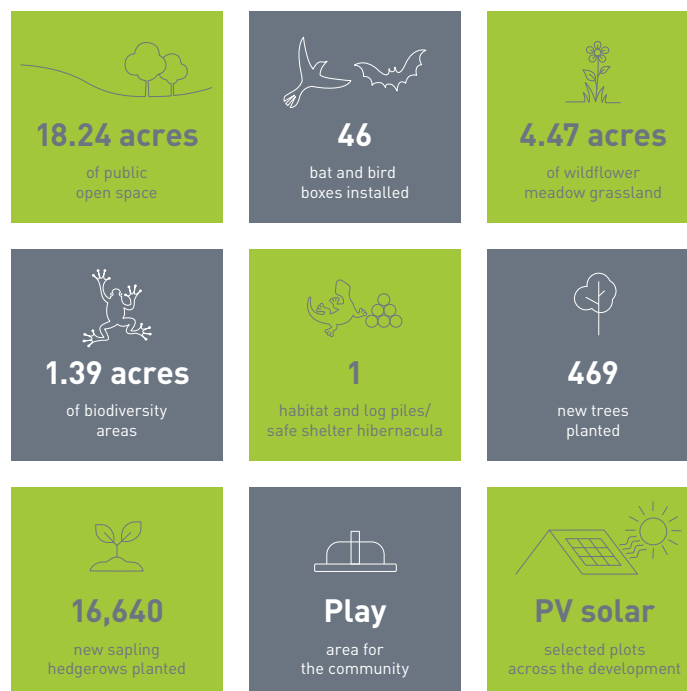 18.24 acres
of public
open space
46
bat and bird
boxes installed
4.47 acres
of wildflower
meadow grassland
1.39 acres
of biodiversity
areas
1
habitat and log piles/
safe shelter hibernacula
469
new trees
planted
16,640
new sapling
hedgerows planted
Play
area for
the community
PV solar
selected plots
across the development